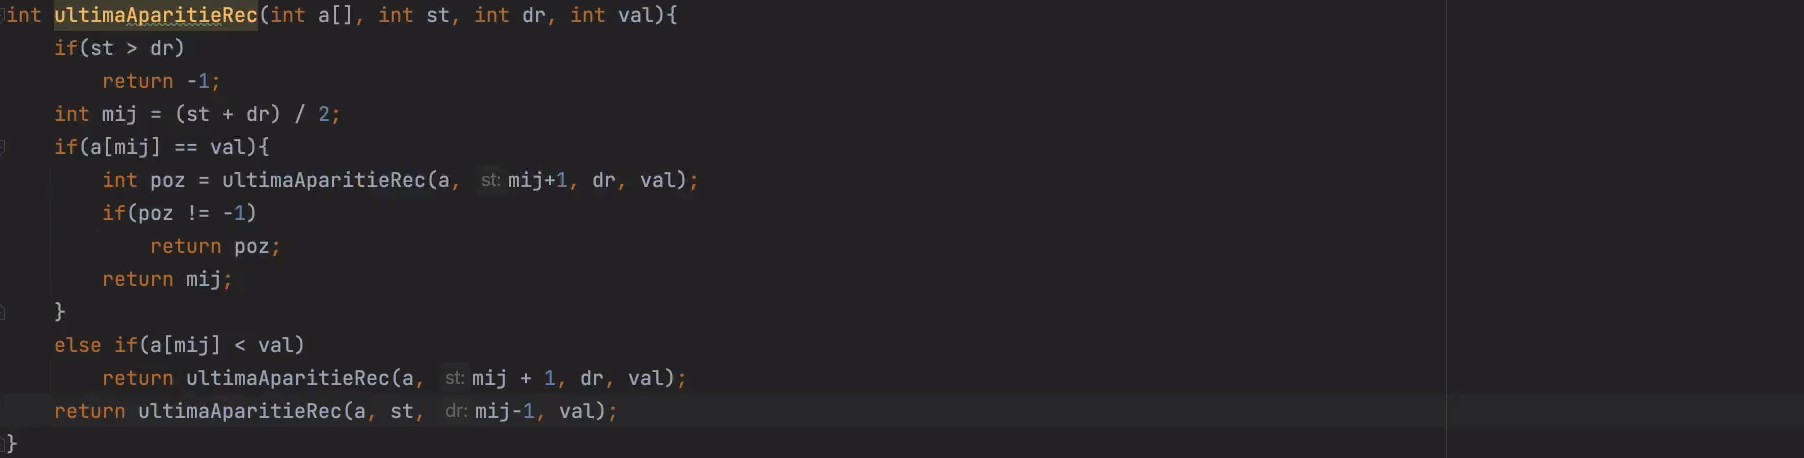 int ultimaAparitieRec(int a[], int st, int dr, int val){
    if(st > dr)
        return -1;
    int mij = (st + dr) / 2;
    if(a[mij] == val){
        int poz = ultimaAparitieRec(a, st: mij+1, dr, val);
        if(poz != -1)
            return poz;
        return mij;
    }
    else if(a[mij] < val)
        return ultimaAparitieRec(a, st: mij + 1, dr, val);
    return ultimaAparitieRec(a, st, dr: mij-1, val);
}